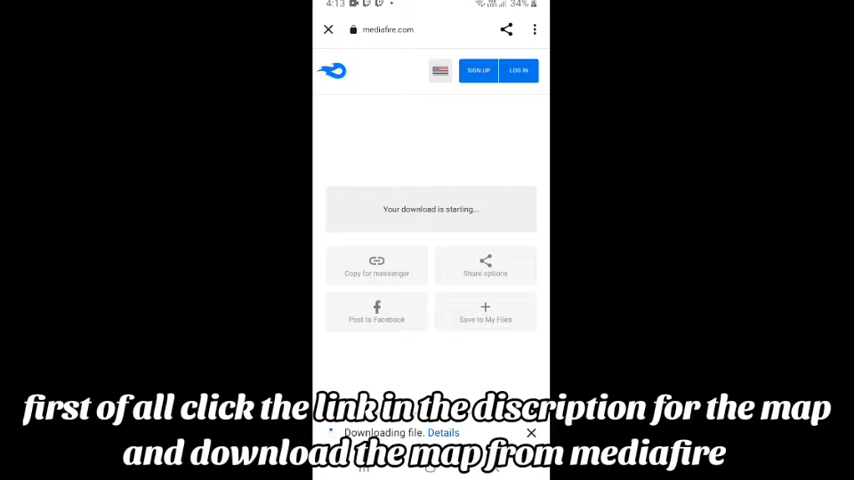 4:13
34%
mediafire.com
SIGN UP LOG IN
Your download is starting...
Copy for messenger Share options
Post to Facebook Save to My Files
first of all click the link in the discription for the map
Downloading file. Details
and download the map from mediafire